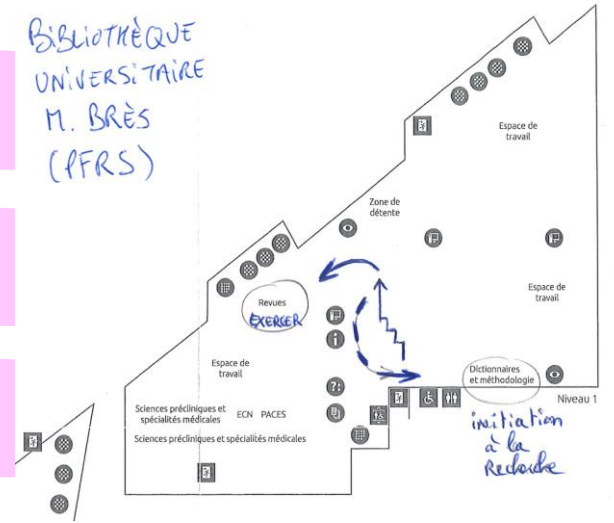 BiBLiOTHÈQUE
UNiVERSiTAiRE
M. BRÈS
(PFRS)
Espace de
travail
Zone de
détente
Espace de
travail
Revues
EXERCER
Espace de
travail
Dictionnaires
et méthodologie
Niveau 1
initiation
à la
Recherche
Sciences précliniques et
spécialités médicales
ECN PACES
Sciences précliniques et spécialités médicales